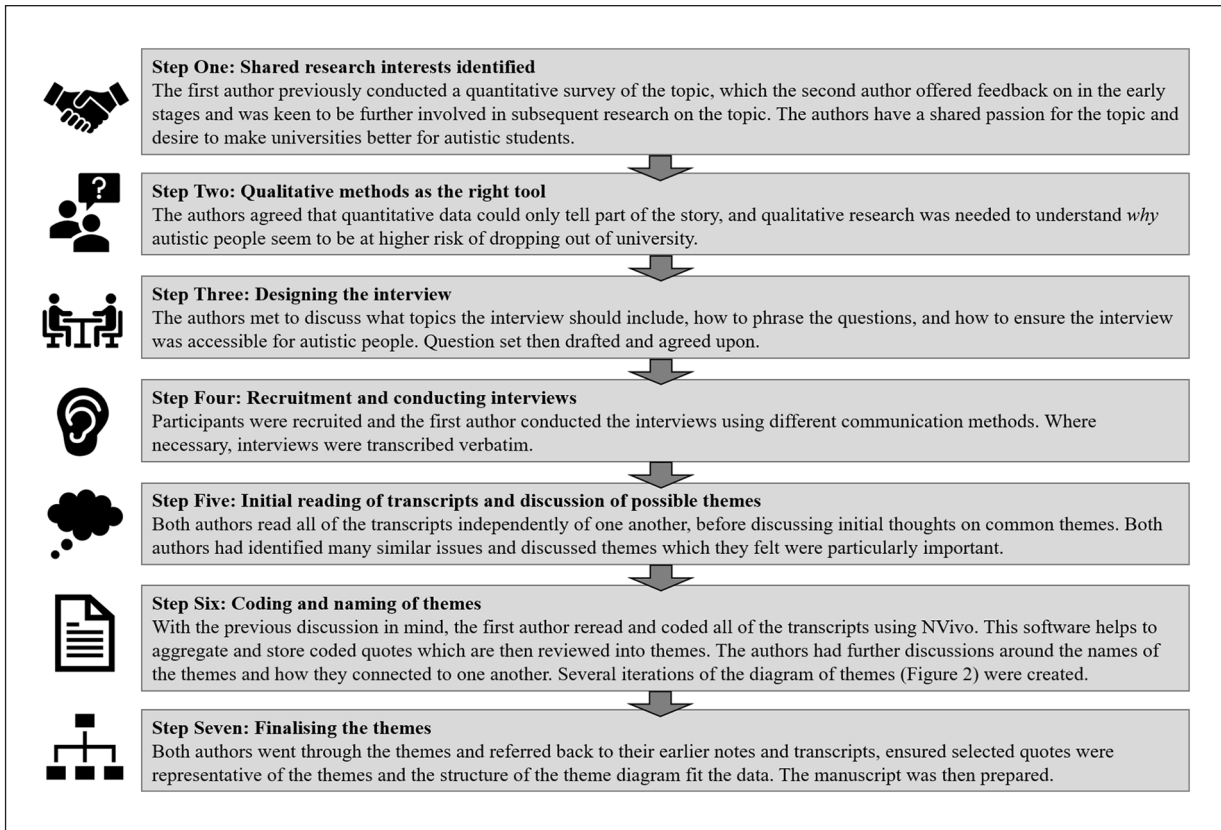 Step One: Shared research interests identified
The first author previously conducted a quantitative survey of the topic, which the second author offered feedback on in the early
stages and was keen to be further involved in subsequent research on the topic. The authors have a shared passion for the topic and
desire to make universities better for autistic students.
?
Step Two: Qualitative methods as the right tool
The authors agreed that quantitative data could only tell part of the story, and qualitative research was needed to understand why
autistic people seem to be at higher risk of dropping out of university.
Step Three: Designing the interview
The authors met to discuss what topics the interview should include, how to phrase the questions, and how to ensure the interview
was accessible for autistic people. Question set then drafted and agreed upon.
Step Four: Recruitment and conducting interviews
Participants were recruited and the first author conducted the interviews using different communication methods. Where
necessary, interviews were transcribed verbatim.
Step Five: Initial reading of transcripts and discussion of possible themes
Both authors read all of the transcripts independently of one another, before discussing initial thoughts on common themes. Both
authors had identified many similar issues and discussed themes which they felt were particularly important.
Step Six: Coding and naming of themes
With the previous discussion in mind, the first author reread and coded all of the transcripts using NVivo. This software helps to
aggregate and store coded quotes which are then reviewed into themes. The authors had further discussions around the names of
the themes and how they connected to one another. Several iterations of the diagram of themes (Figure 2) were created.
Step Seven: Finalising the themes
Both authors went through the themes and referred back to their earlier notes and transcripts, ensured selected quotes were
representative of the themes and the structure of the theme diagram fit the data. The manuscript was then prepared.